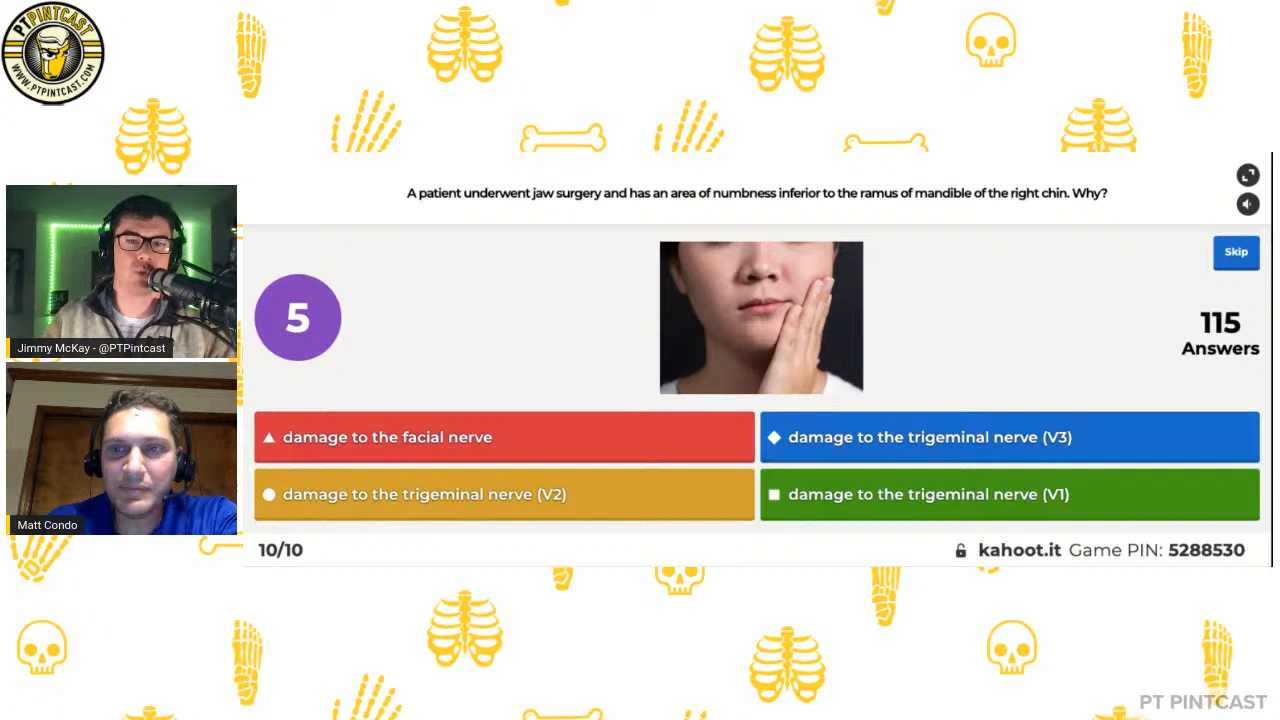 PTPINTCAST
WWW.PTPINTCAST.COM
A patient underwent jaw surgery and has an area of numbness inferior to the ramus of mandible of the right chin. Why?
Skip
5
115
Answers
Jimmy McKay - @PTPintcast
damage to the facial nerve
damage to the trigeminal nerve (V3)
damage to the trigeminal nerve (V2)
damage to the trigeminal nerve (V1)
Matt Condo
10/10
kahoot.it Game PIN: 5288530
PT PINTCAST